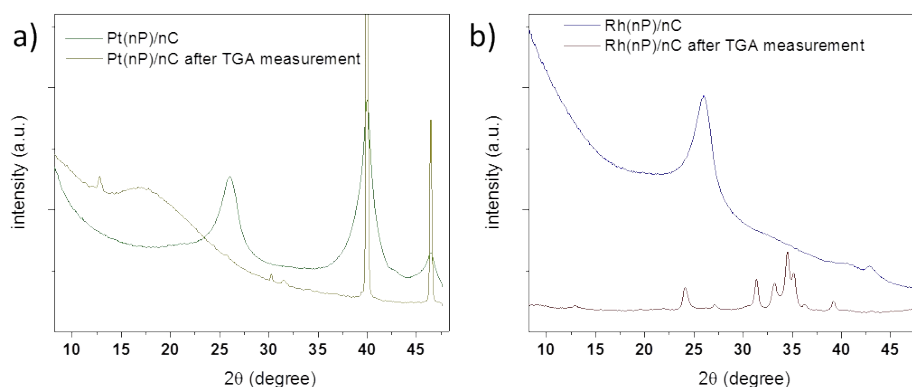 a)
Pt(nP)/nC
Pt(nP)/nC after TGA measurement
intensity (a.u.)
10 15 20 25 30 35 40 45
2θ (degree)
b)
Rh(nP)/nC
Rh(nP)/nC after TGA measurement
intensity (a.u.)
10 15 20 25 30 35 40 45
2θ (degree)